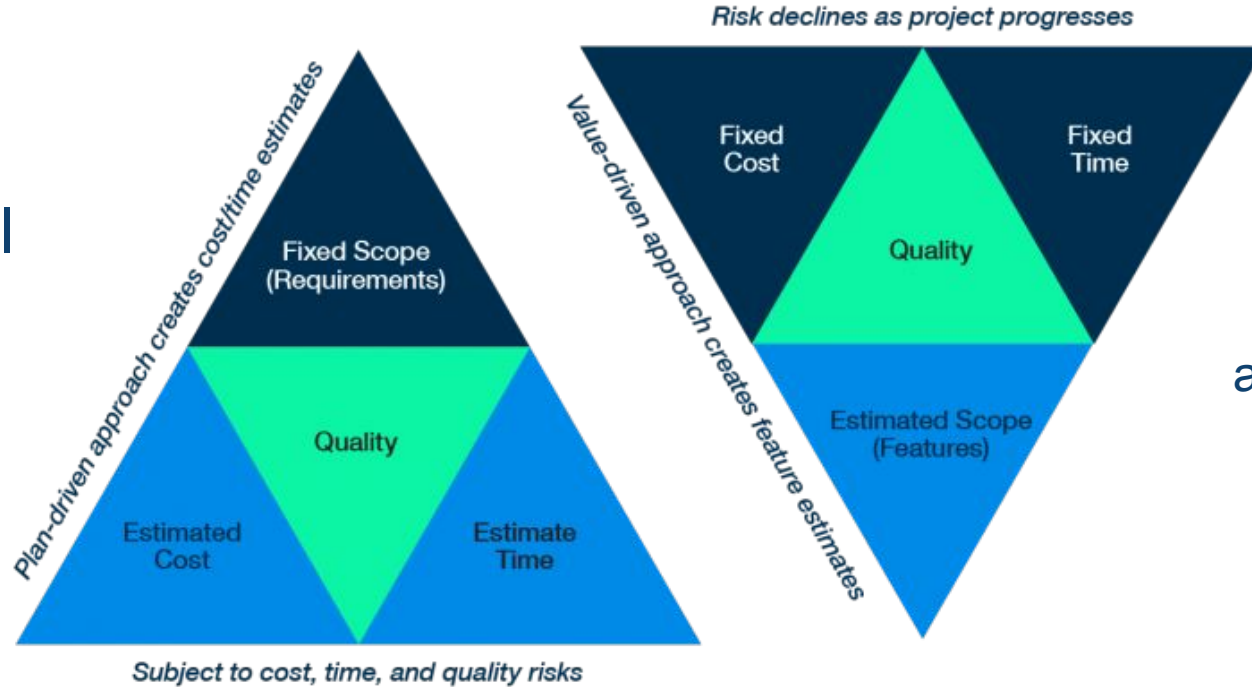 Risk declines as project progresses
Plan-driven approach creates cost/time estimates
Fixed Scope
(Requirements)
Quality
Estimated
Cost
Estimate
Time
Subject to cost, time, and quality risks
Value-driven approach creates feature estimates
Fixed
Cost
Fixed
Time
Quality
Estimated Scope
(Features)